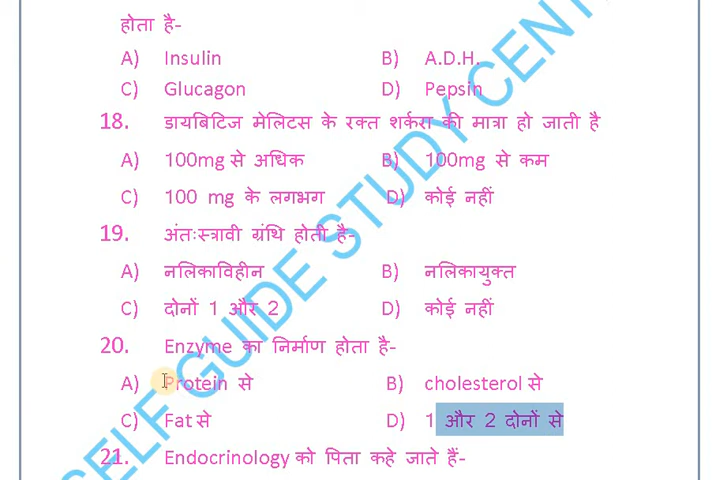 होता है-
A) Insulin B) A.D.H.
C) Glucagon D) Pepsin
18. डायबिटिज मेलिटस के रक्त शर्करा की मात्रा हो जाती है
A) 100mg से अधिक B) 100mg से कम
C) 100 mg के लगभग D) कोई नहीं
19. अंतःस्त्रावी ग्रंथि होती है-
A) नलिकाविहीन B) नलिकायुक्त
C) दोनों 1 और 2 D) कोई नहीं
20. Enzyme का निर्माण होता है-
A) Protein से B) cholesterol से
C) Fat से D) 1 और 2 दोनों से
21. Endocrinology को पिता कहे जाते हैं-
SELF GUIDE STUDY CENT